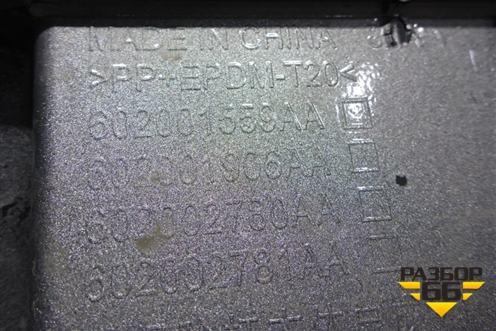 MADE IN CHINA
>PP+EPDM-T20<
602001559AA
602001906AA
602002780AA
602002781AA
РАЗБОР
66